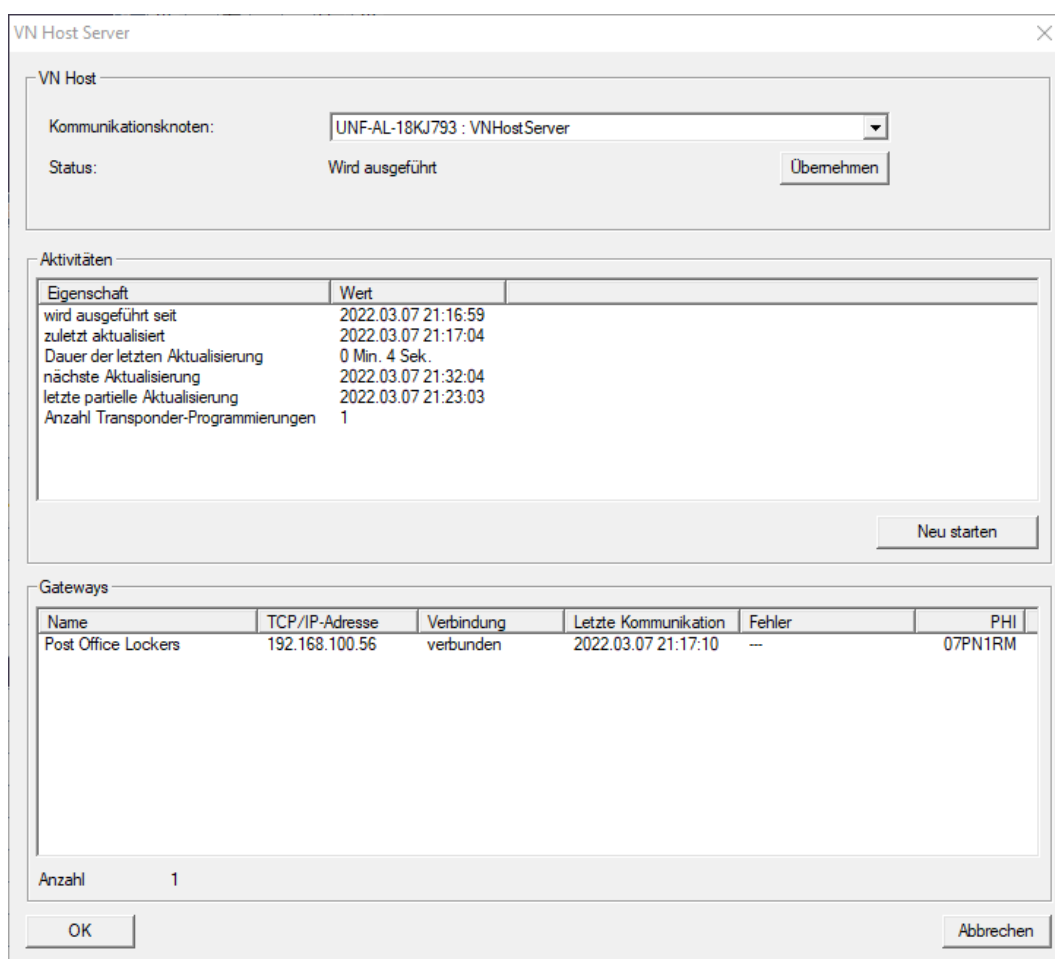 VN Host Server
VN Host
Kommunikationsknoten: UNF-AL-18KJ793 : VNHostServer
Status: Wird ausgeführt Übernehmen
Aktivitäten
Eigenschaft Wert
wird ausgeführt seit 2022.03.07 21:16:59
zuletzt aktualisiert 2022.03.07 21:17:04
Dauer der letzten Aktualisierung 0 Min. 4 Sek.
nächste Aktualisierung 2022.03.07 21:32:04
letzte partielle Aktualisierung 2022.03.07 21:23:03
Anzahl Transponder-Programmierungen 1
Neu starten
Gateways
Name TCP/IP-Adresse Verbindung Letzte Kommunikation Fehler PHI
Post Office Lockers 192.168.100.56 verbunden 2022.03.07 21:17:10 --- 07PN1RM
Anzahl 1
OK Abbrechen